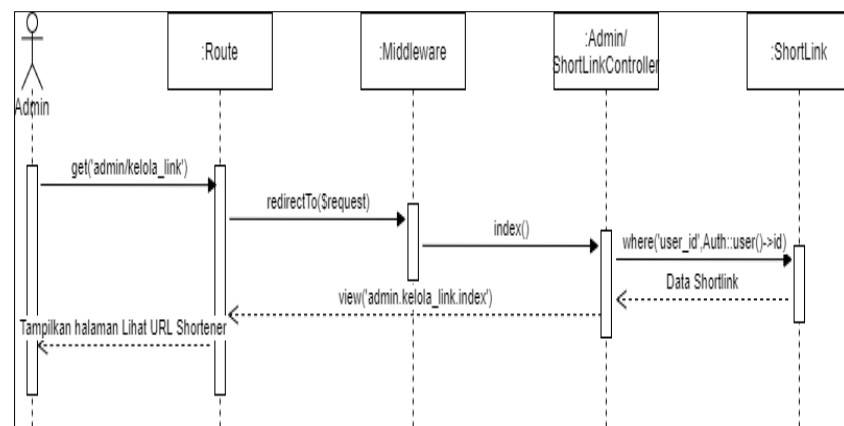 :Route
:Middleware
:Admin/
ShortLinkController
:ShortLink
Admin
get('admin/kelola_link')
redirectTo($request)
index()
where('user_id',Auth::user()->id)
Data Shortlink
view('admin.kelola_link.index')
Tampilkan halaman Lihat URL Shortener